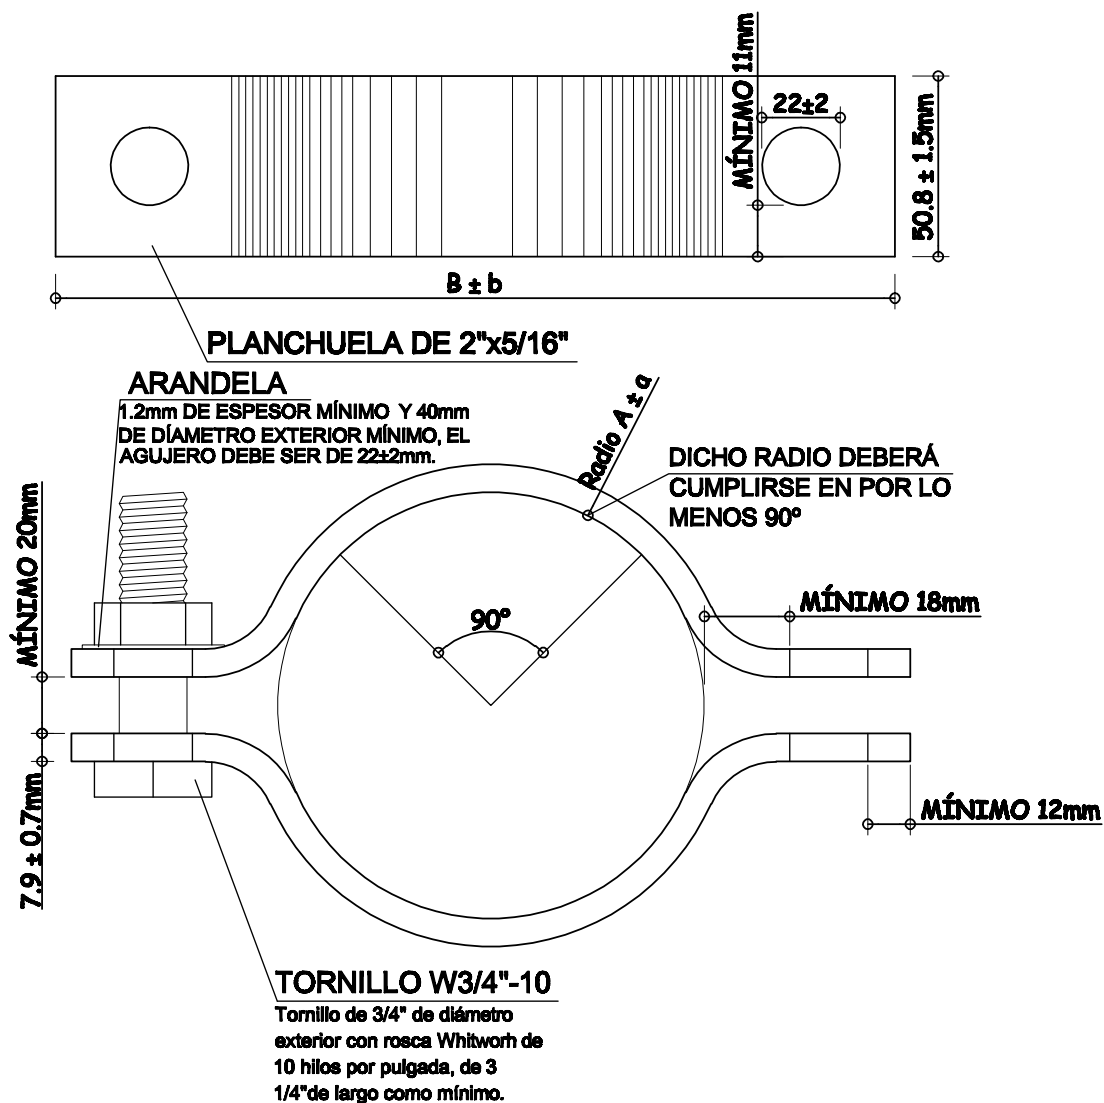 MÍNIMO 11mm
22±2
50.8 ± 1.5mm
B ± b
PLANCHUELA DE 2"x5/16"
ARANDELA
1.2mm DE ESPESOR MÍNIMO Y 40mm
DE DÍAMETRO EXTERIOR MÍNIMO, EL
AGUJERO DEBE SER DE 22±2mm.
Radio A ± a
DICHO RADIO DEBERÁ
CUMPLIRSE EN POR LO
MENOS 90º
MÍNIMO 20mm
90º
MÍNIMO 18mm
7.9 ± 0.7mm
MÍNIMO 12mm
TORNILLO W3/4"-10
Tornillo de 3/4" de diámetro
exterior con rosca Whitworh de
10 hilos por pulgada, de 3
1/4"de largo como mínimo.